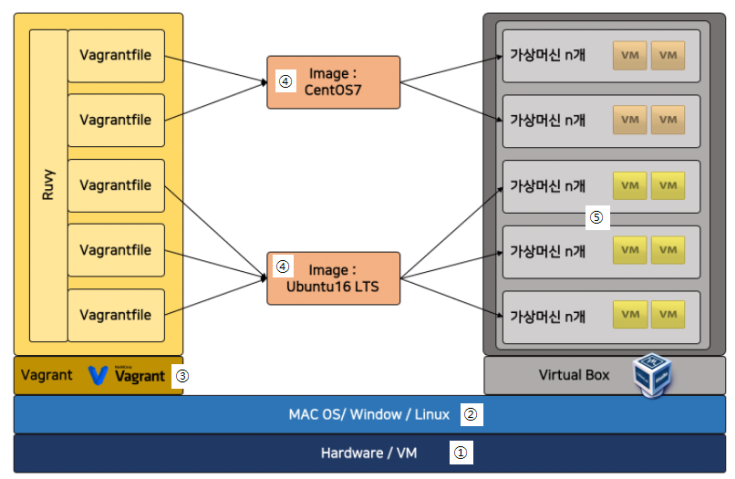 Ruvy
Vagrantfile
Vagrantfile
Vagrantfile
Vagrantfile
Vagrantfile
④ Image :
CentOS7
④ Image :
Ubuntu16 LTS
가상머신 n개 VM VM
가상머신 n개 VM VM
가상머신 n개 VM VM
⑤
가상머신 n개 VM VM
가상머신 n개 VM VM
Vagrant Vagrant ③
Virtual Box
MAC OS/ Window / Linux ②
Hardware / VM ①